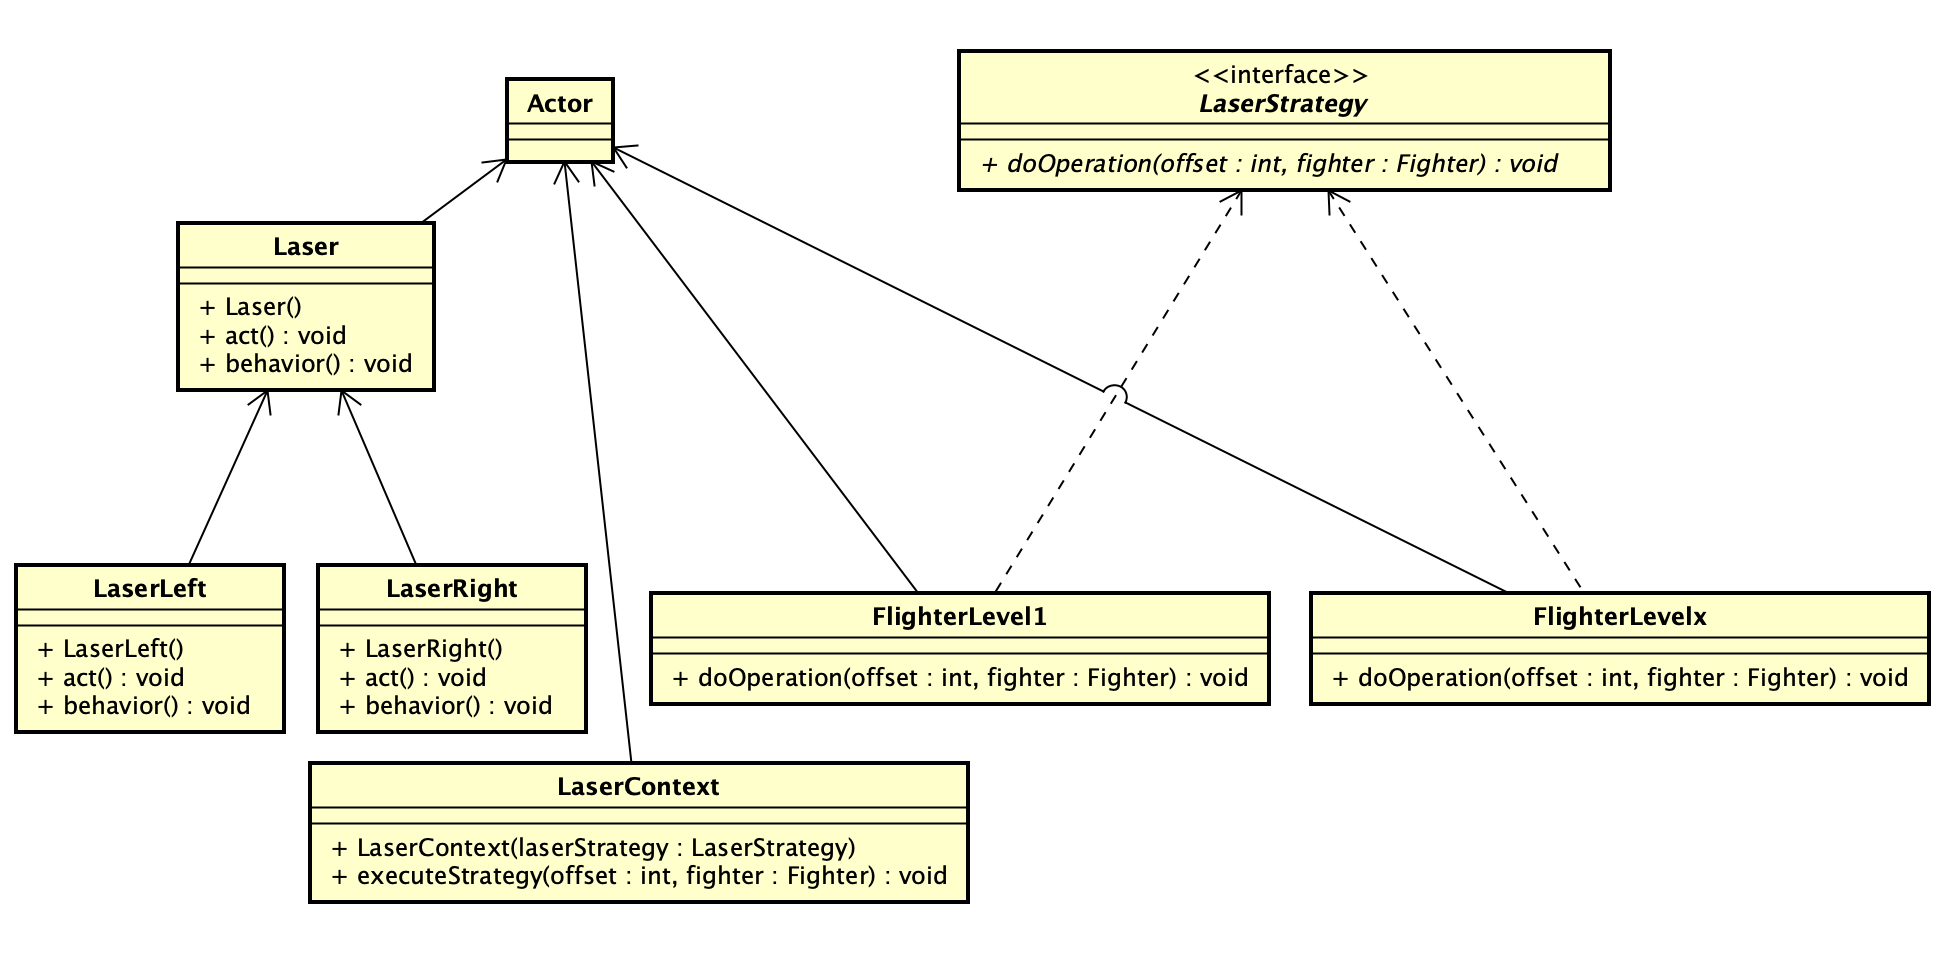 Actor
<<interface>>
LaserStrategy
+ doOperation(offset : int, fighter : Fighter) : void
Laser
+ Laser()
+ act() : void
+ behavior() : void
LaserLeft
+ LaserLeft()
+ act() : void
+ behavior() : void
LaserRight
+ LaserRight()
+ act() : void
+ behavior() : void
FlighterLevel1
+ doOperation(offset : int, fighter : Fighter) : void
FlighterLevelx
+ doOperation(offset : int, fighter : Fighter) : void
LaserContext
+ LaserContext(laserStrategy : LaserStrategy)
+ executeStrategy(offset : int, fighter : Fighter) : void